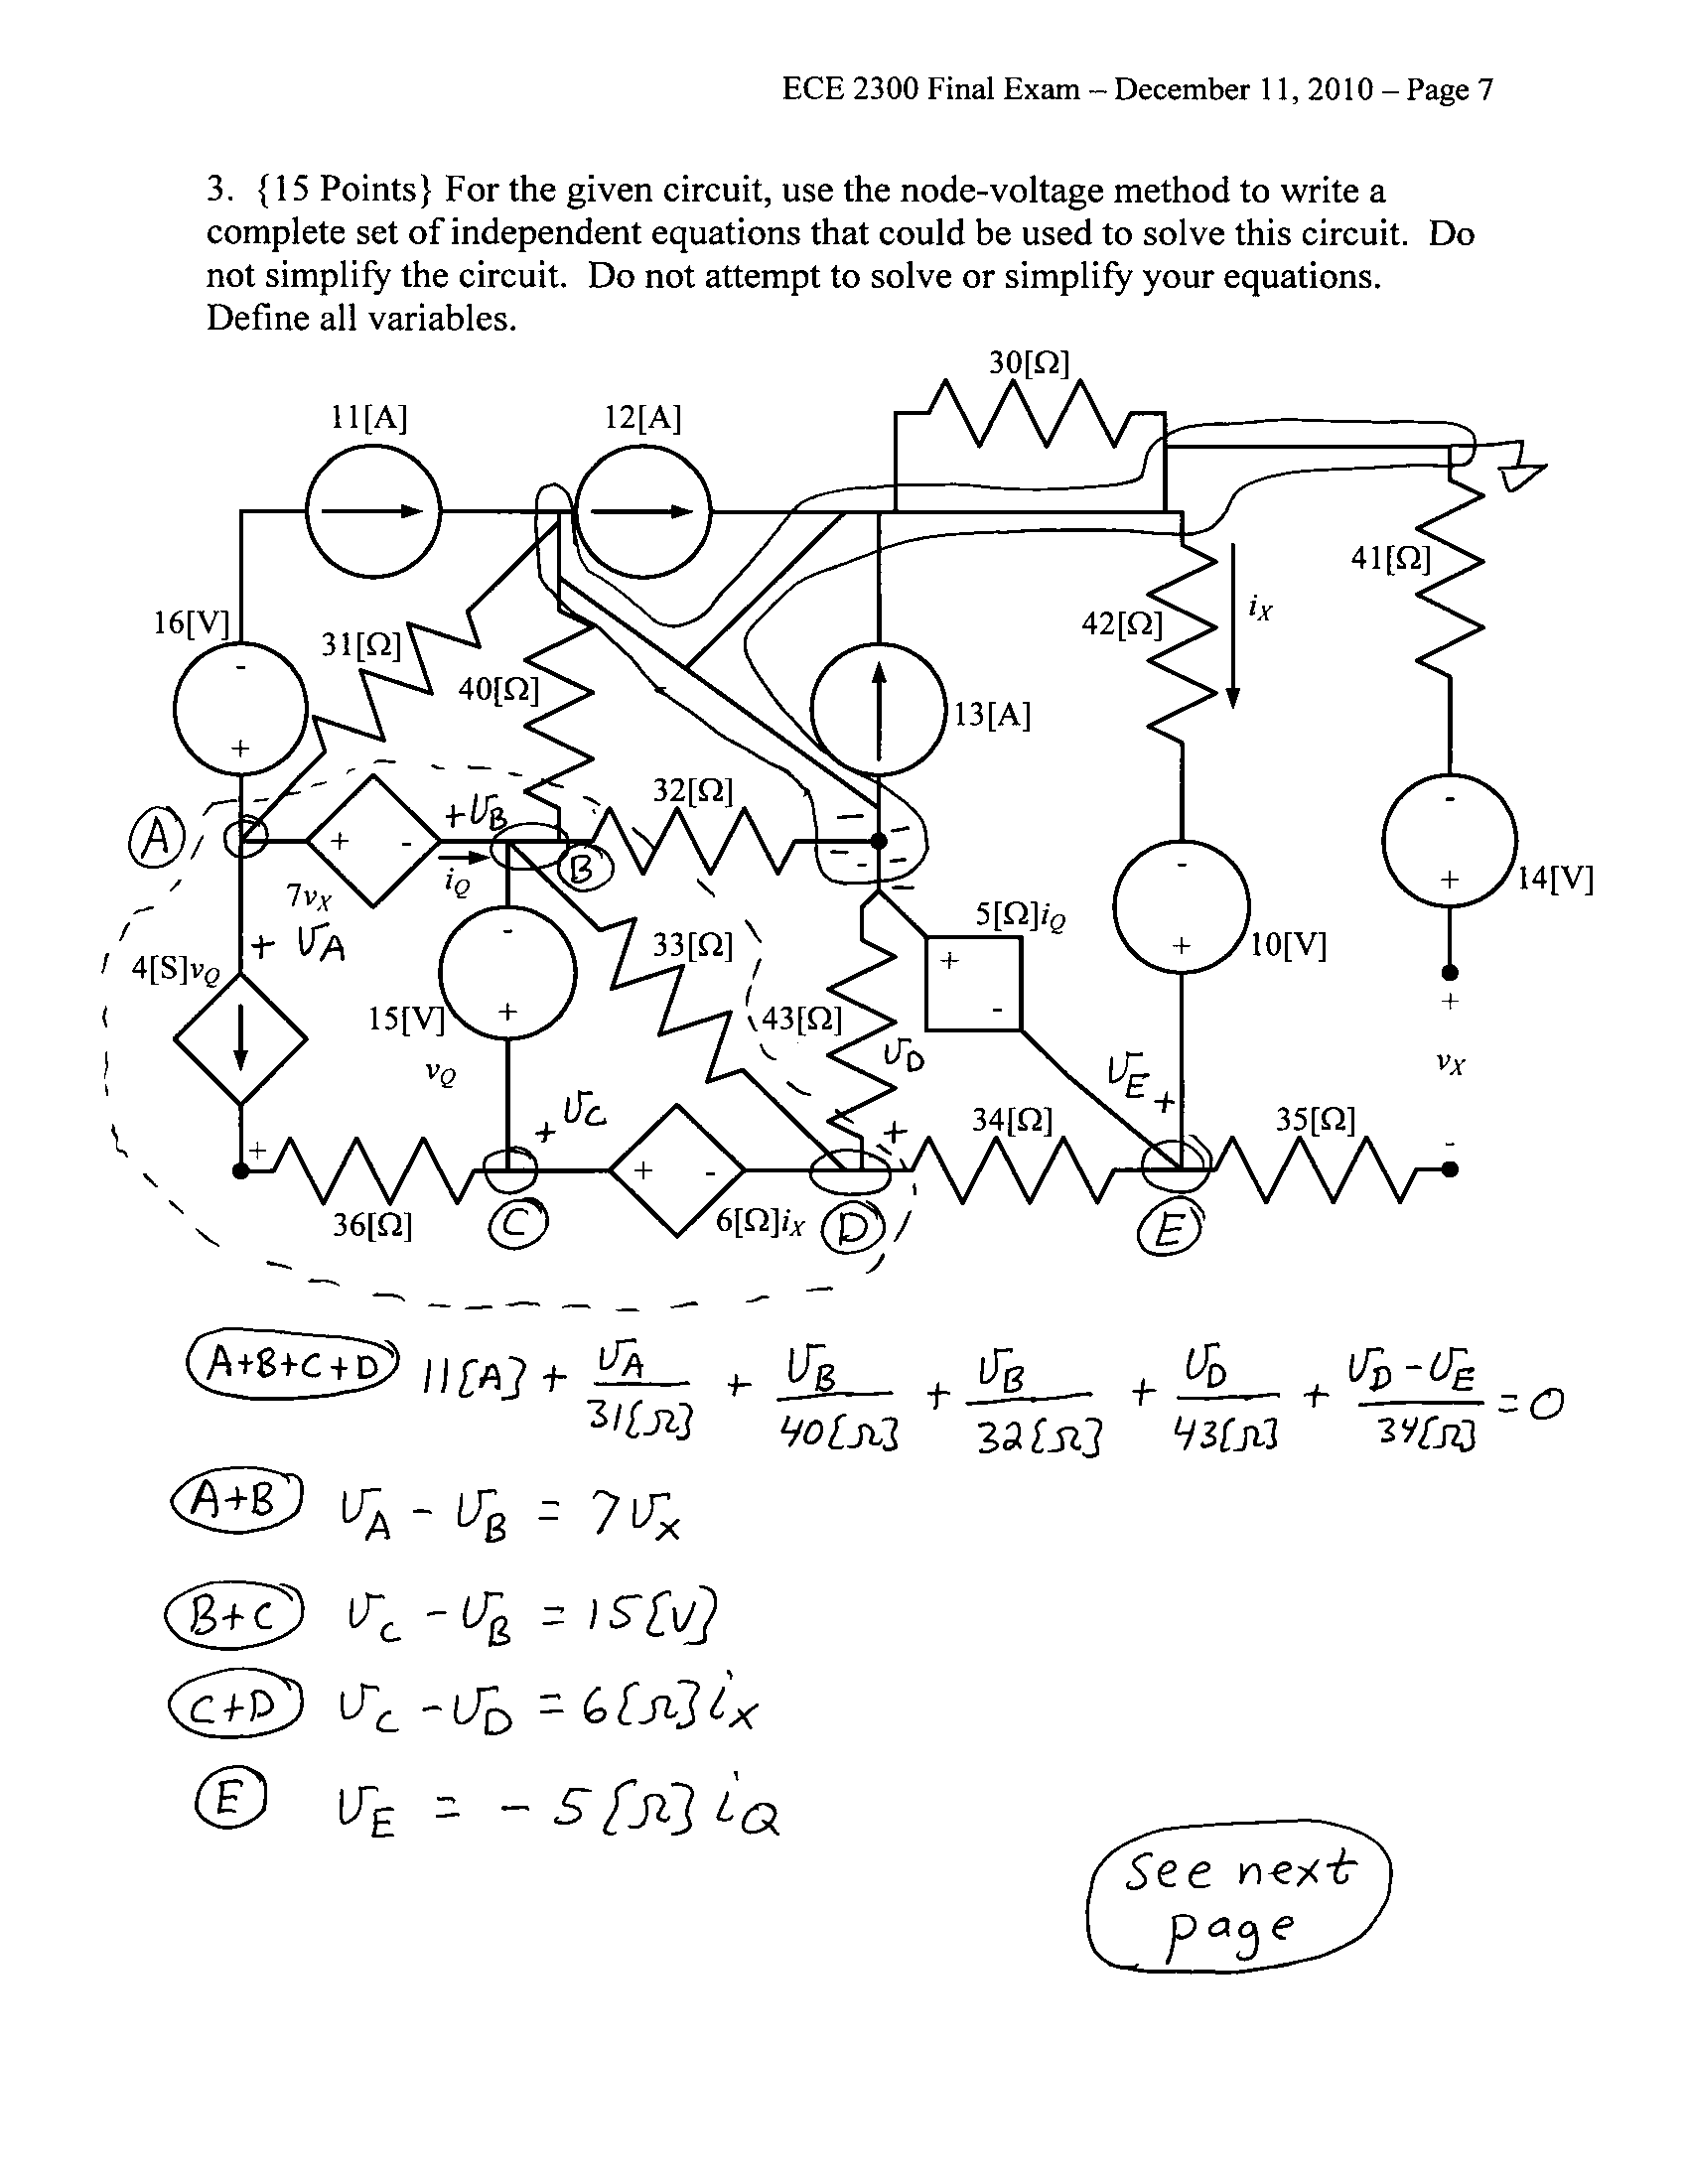 ECE 2300 Final Exam – December 11, 2010 – Page 7
3. {15 Points} For the given circuit, use the node-voltage method to write a
complete set of independent equations that could be used to solve this circuit. Do
not simplify the circuit. Do not attempt to solve or simplify your equations.
Define all variables.
30[Ω]
11[A]
12[A]
41[Ω]
42[Ω]
iX
16[V]
-
+
31[Ω]
40[Ω]
13[A]
32[Ω]
A
+ -
7vX
+vB
iQ
B
- - - - -
-
+
14[V]
+ vA
4[S]vQ
-
+
15[V]
vQ
33[Ω]
43[Ω]
vD
+
5[Ω]iQ
+
-
-
+
10[V]
vE
+
+
vX
-
+ vC
+
36[Ω]
C
+ -
6[Ω]iX
D
34[Ω]
E
35[Ω]
A+B+C+D 11[A] + vA/31[Ω] + vB/40[Ω] + vB/32[Ω] + vD/43[Ω] + (vD - vE)/34[Ω] = 0
A+B vA - vB = 7vX
B+C vC - vB = 15[V]
C+D vC - vD = 6[Ω]iX
E vE = - 5[Ω]iQ
See next
page